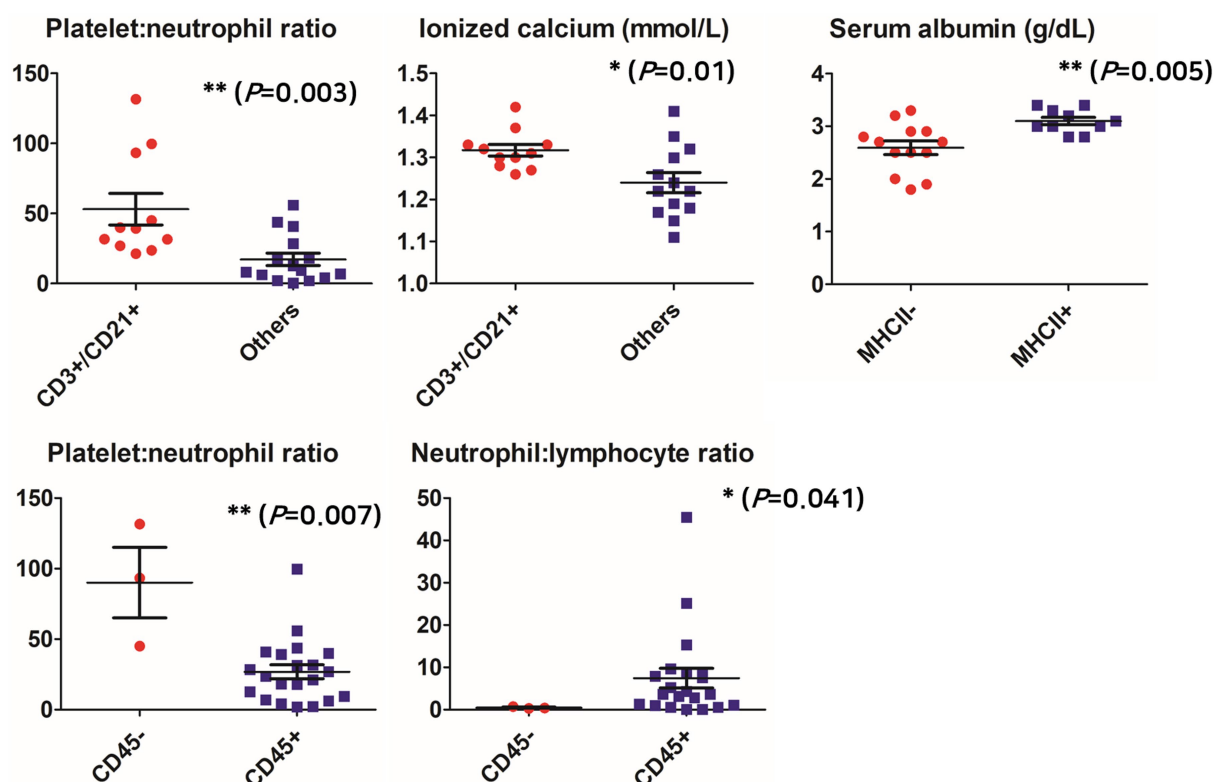 Platelet:neutrophil ratio
** (P=0.003)
150
100
50
0
CD3+/CD21+
Others
Ionized calcium (mmol/L)
* (P=0.01)
1.5
1.4
1.3
1.2
1.1
1.0
CD3+/CD21+
Others
Serum albumin (g/dL)
** (P=0.005)
4
3
2
1
0
MHCII-
MHCII+
Platelet:neutrophil ratio
** (P=0.007)
150
100
50
0
CD45-
CD45+
Neutrophil:lymphocyte ratio
* (P=0.041)
50
40
30
20
10
0
CD45-
CD45+